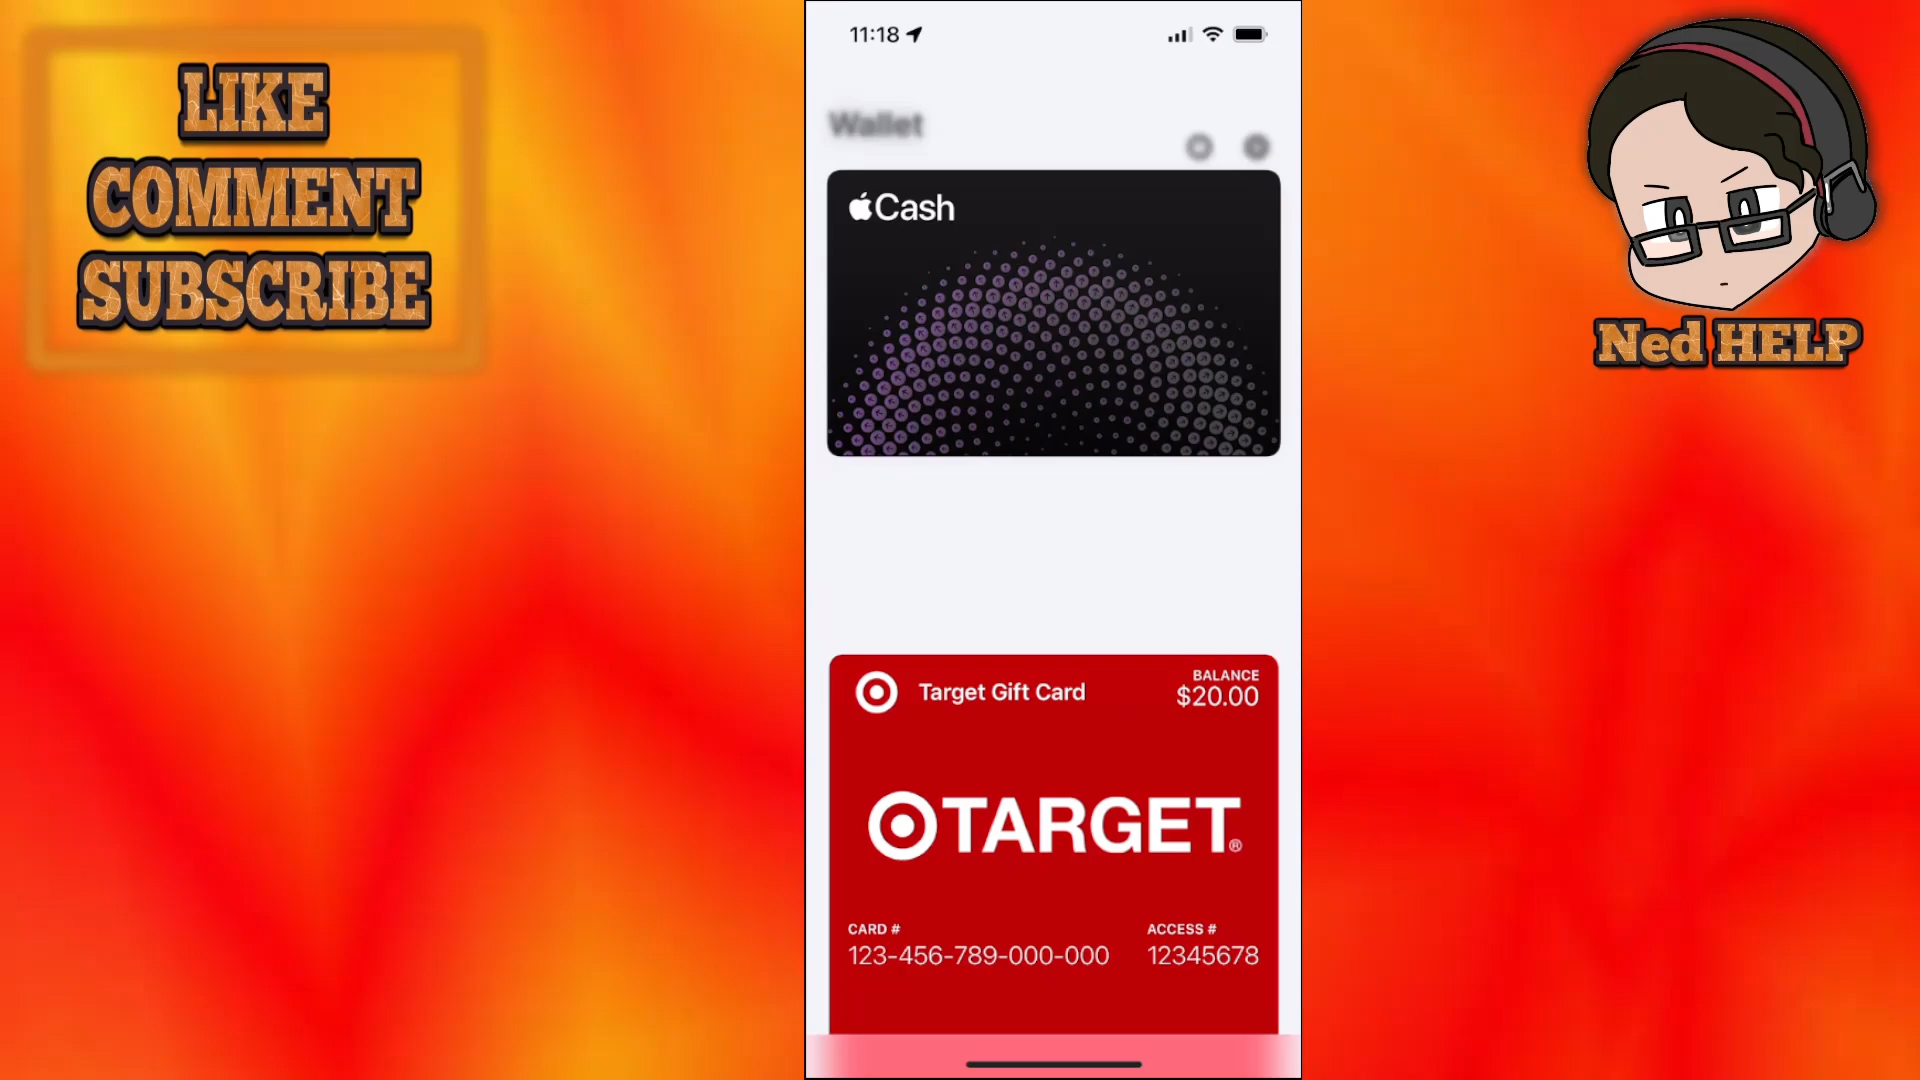 LIKE
COMMENT
SUBSCRIBE
11:18
Wallet
Cash
Target Gift Card
BALANCE
$20.00
TARGET®
CARD #
123-456-789-000-000
ACCESS #
12345678
Ned HELP